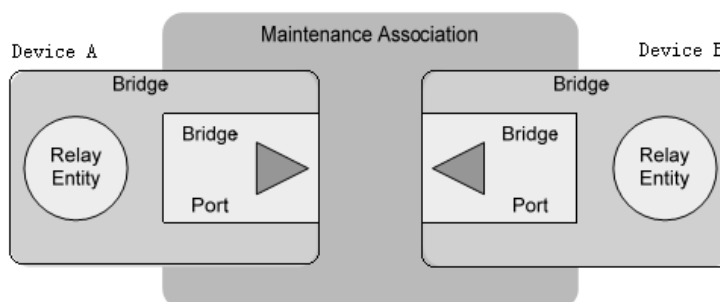 Maintenance Association
Device A
Device B
Bridge
Bridge
Relay
Entity
Bridge
Port
Bridge
Port
Relay
Entity